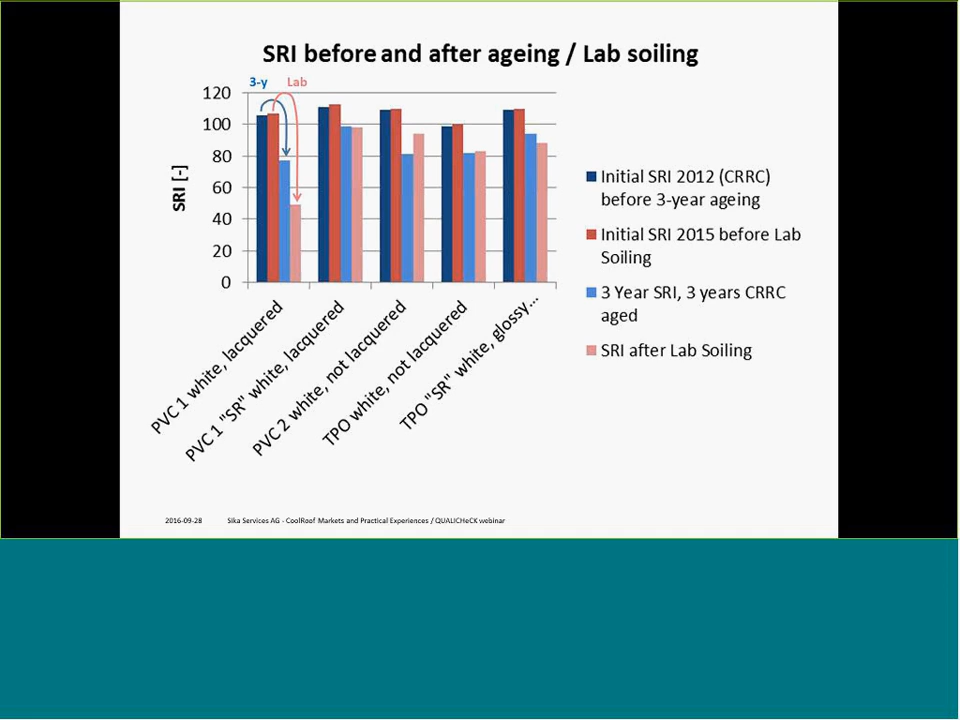 SRI before and after ageing / Lab soiling
3-y Lab
120
100
80
60
40
20
0
SRI [-]
PVC 1 white, lacquered
PVC 1 "SR" white, lacquered
PVC 2 white, not lacquered
TPO white, not lacquered
TPO "SR" white, glossy...
Initial SRI 2012 (CRRC)
before 3-year ageing
Initial SRI 2015 before Lab
Soiling
3 Year SRI, 3 years CRRC
aged
SRI after Lab Soiling
2016-09-28 Sika Services AG - CoolRoof Markets and Practical Experiences / QUALICHeCK webinar